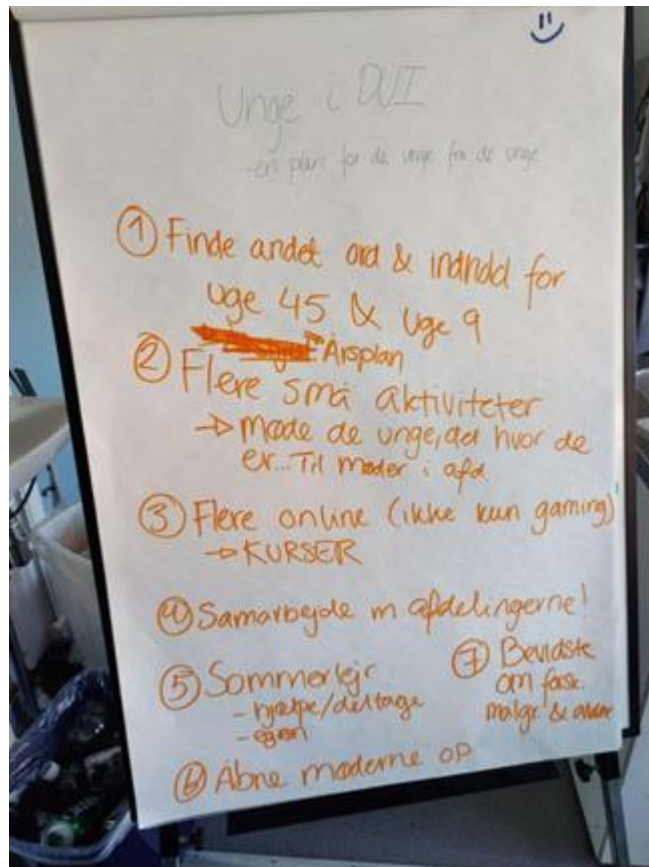 Unge i DUI
- en plan for de unge fra de unge
① Finde andet ord & indhold for
uge 45 & uge 9
Årsplan
② Flere små aktiviteter
→ møde de unge, der hvor de
er... Til møder i afd
③ Flere online (ikke kun gaming)
→ KURSER
④ Samarbejde m afdelingerne!
⑤ Sommerlejr
- hjælpe/deltage
- egen
⑥ Åbne møderne op
⑦ Bevidste
om forsk.
målgr & alder